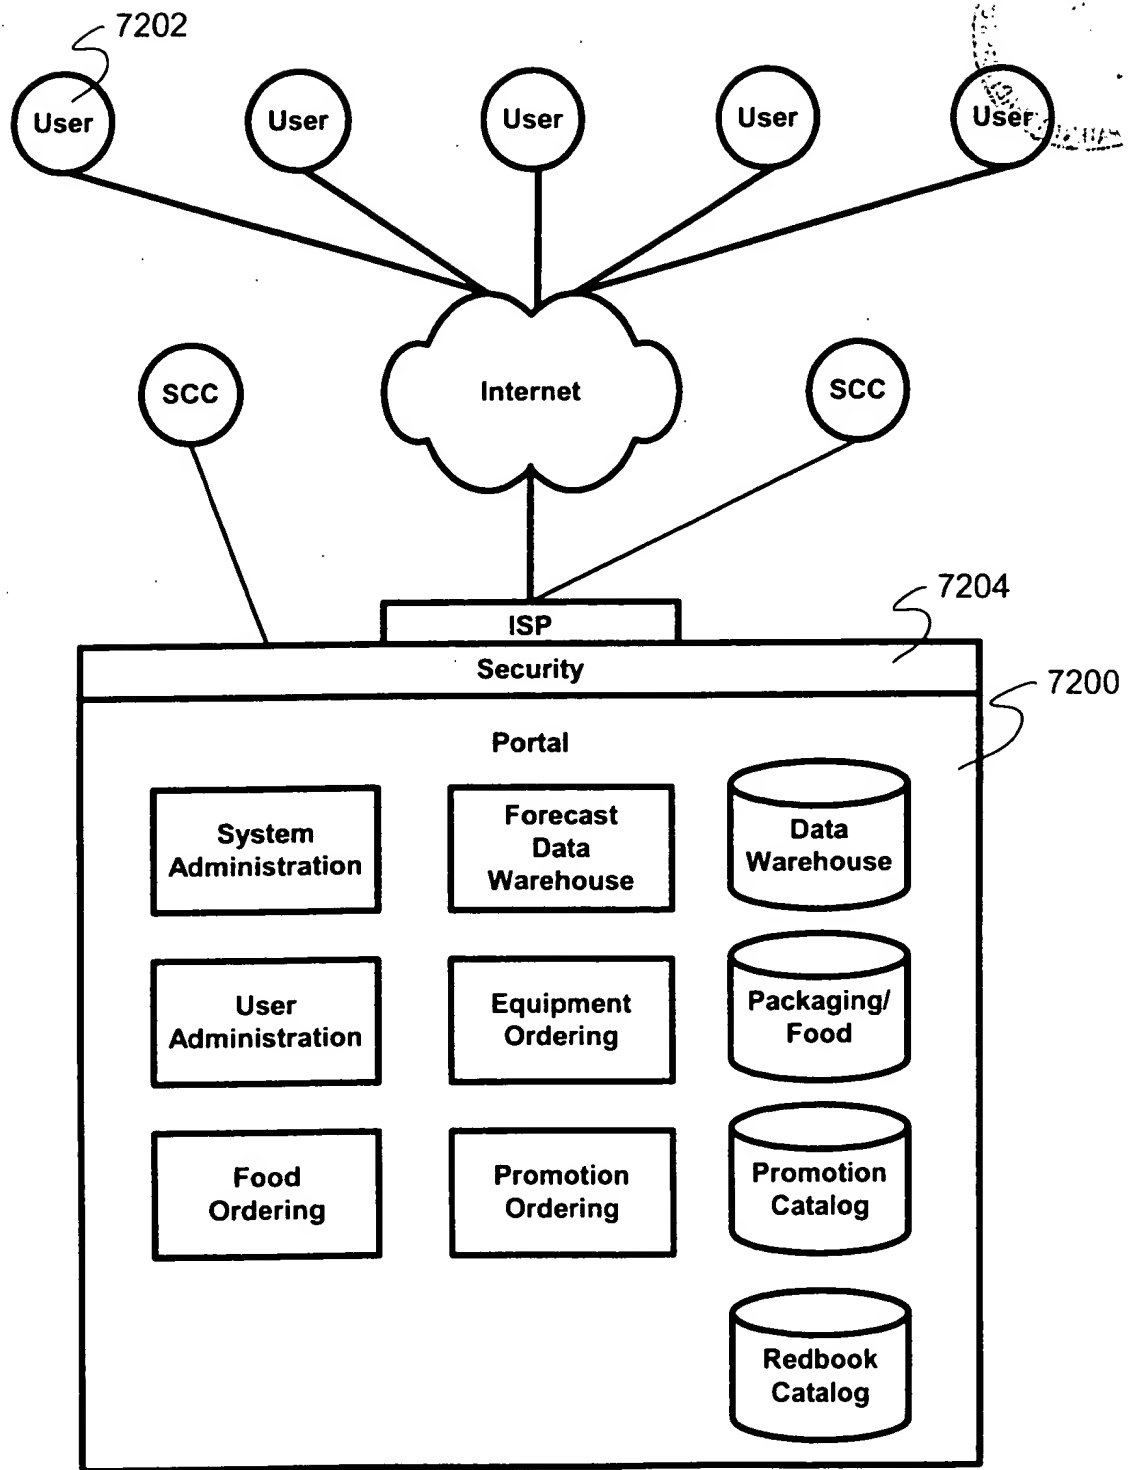 7202
User
User
User
User
User
SCC
Internet
SCC
7204
ISP
Security
7200
Portal
System
Administration
Forecast
Data
Warehouse
Data
Warehouse
User
Administration
Equipment
Ordering
Packaging/
Food
Food
Ordering
Promotion
Ordering
Promotion
Catalog
Redbook
Catalog